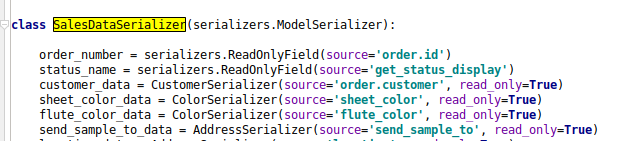 class SalesDataSerializer(serializers.ModelSerializer):
order_number = serializers.ReadOnlyField(source='order.id')
status_name = serializers.ReadOnlyField(source='get_status_display')
customer_data = CustomerSerializer(source='order.customer', read_only=True)
sheet_color_data = ColorSerializer(source='sheet_color', read_only=True)
flute_color_data = ColorSerializer(source='flute_color', read_only=True)
send_sample_to_data = AddressSerializer(source='send_sample_to', read_only=True)